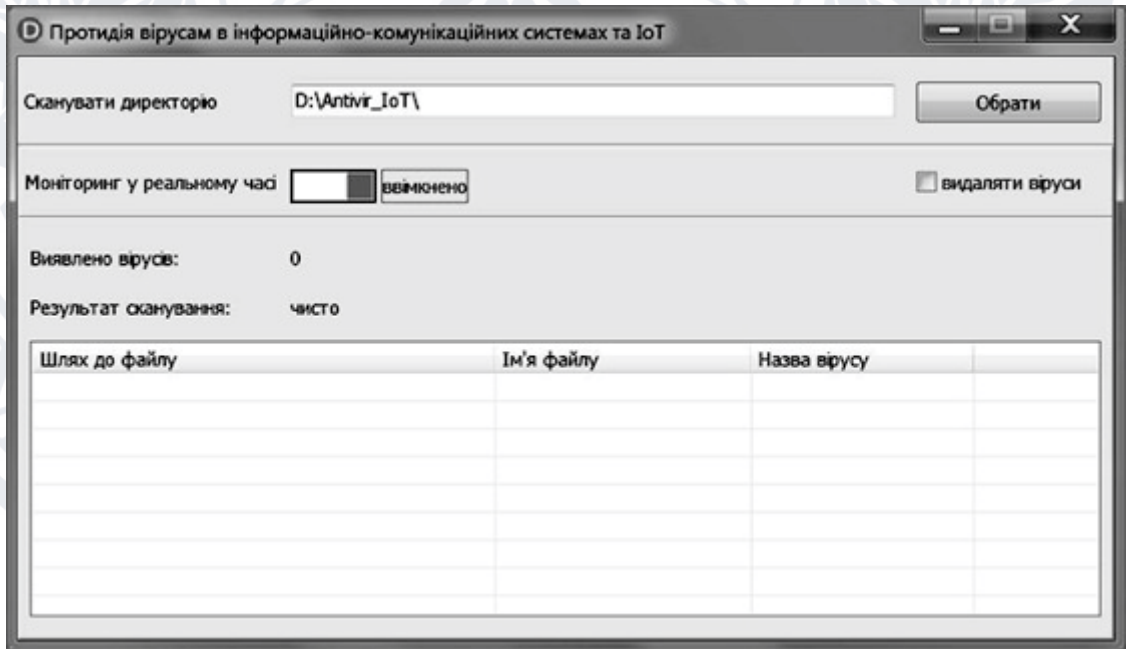 D Протидія вірусам в інформаційно-комунікаційних системах та IoT
Сканувати директорію D:\Antivir_IoT\ Обрати
Моніторинг у реальному часі ввімкнено видаляти віруси
Виявлено вірусів: 0
Результат сканування: чисто
Шлях до файлу Ім'я файлу Назва вірусу